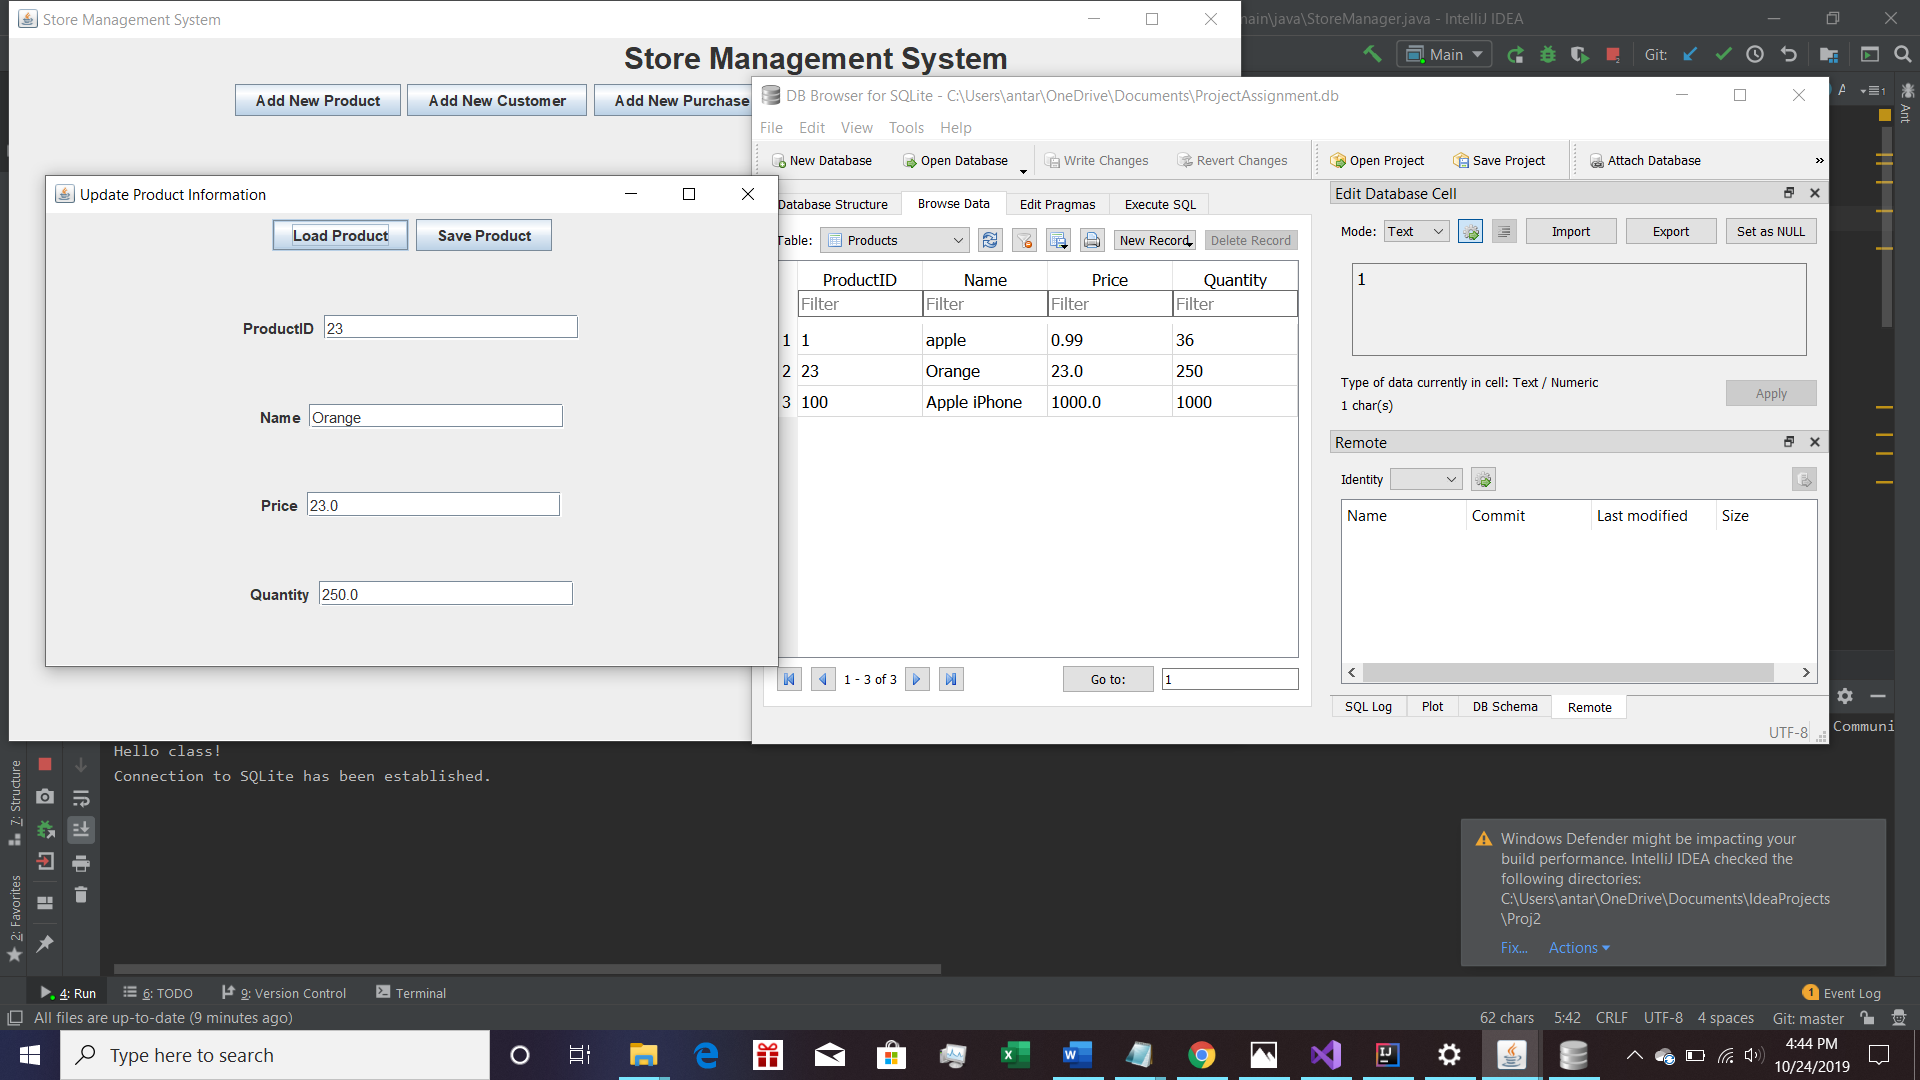 Store Management System
Store Management System
Add New Product
Add New Customer
Add New Purchase
Update Product Information
Load Product
Save Product
ProductID
23
Name
Orange
Price
23.0
Quantity
250.0
DB Browser for SQLite - C:\Users\antar\OneDrive\Documents\ProjectAssignment.db
File Edit View Tools Help
New Database
Open Database
Write Changes
Revert Changes
Open Project
Save Project
Attach Database
»
Database Structure
Browse Data
Edit Pragmas
Execute SQL
Table:
Products
New Record
Delete Record
ProductID Name Price Quantity
Filter Filter Filter Filter
1 1 apple 0.99 36
2 23 Orange 23.0 250
3 100 Apple iPhone 1000.0 1000
1 - 3 of 3
Go to:
1
Edit Database Cell
Mode:
Text
Import
Export
Set as NULL
1
Type of data currently in cell: Text / Numeric
1 char(s)
Apply
Remote
Identity
Name Commit Last modified Size
SQL Log
Plot
DB Schema
Remote
UTF-8
main\java\StoreManager.java - IntelliJ IDEA
Main
Git:
Ant
Communi
Hello class!
Connection to SQLite has been established.
7: Structure
2: Favorites
Windows Defender might be impacting your
build performance. IntelliJ IDEA checked the
following directories:
C:\Users\antar\OneDrive\Documents\IdeaProjects
\Proj2
Fix...
Actions
4: Run
6: TODO
9: Version Control
Terminal
1 Event Log
All files are up-to-date (9 minutes ago)
62 chars 5:42 CRLF UTF-8 4 spaces Git: master
Type here to search
4:44 PM
10/24/2019